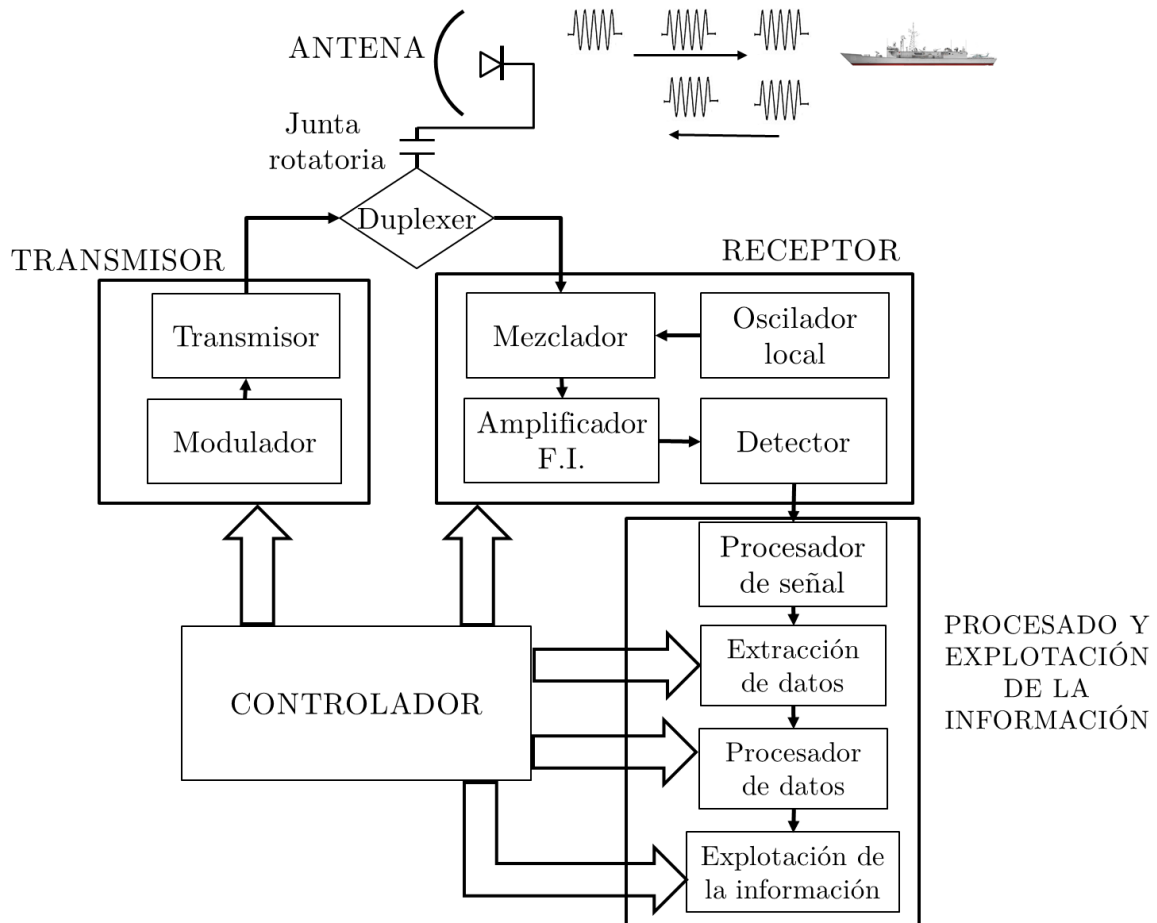 ANTENA
Junta
rotatoria
Duplexer
TRANSMISOR
RECEPTOR
Transmisor
Modulador
Mezclador
Oscilador
local
Amplificador
F.I.
Detector
CONTROLADOR
Procesador
de señal
Extracción
de datos
Procesador
de datos
Explotación de
la información
PROCESADO Y
EXPLOTACIÓN
DE LA
INFORMACIÓN